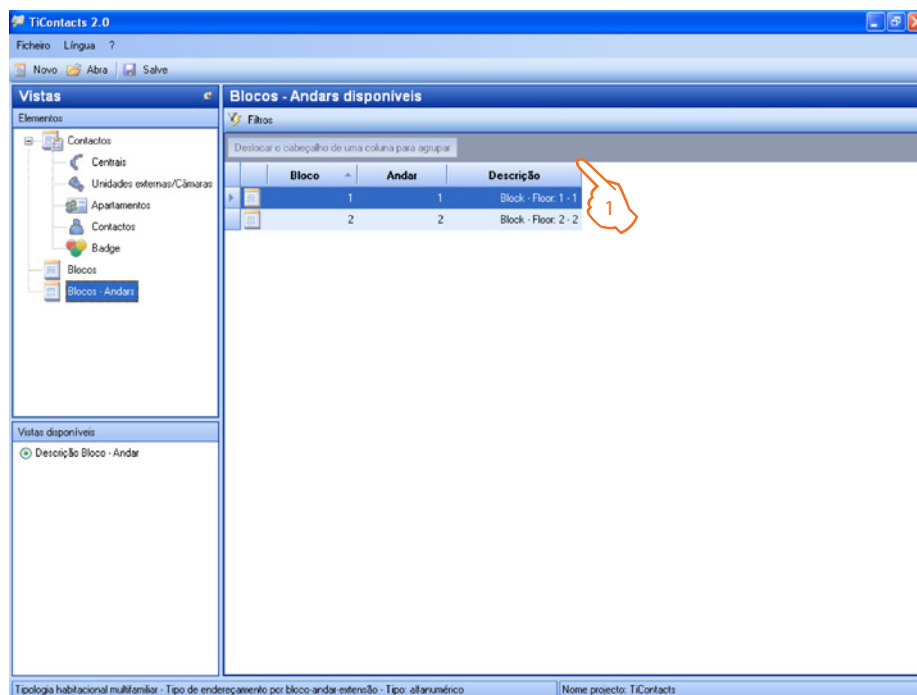 TiContacts 2.0
Ficheiro Língua ?
Novo Abra Salve
Vistas
Elementos
Contactos
Centrais
Unidades externas/Câmaras
Apartamentos
Contactos
Badge
Blocos
Blocos - Andars
Vistas disponíveis
Descrição Bloco - Andar
Blocos - Andars disponíveis
Filtros
Deslocar o cabeçalho de uma coluna para agrupar
Bloco Andar Descrição
1 1 Block - Floor: 1 - 1
2 2 Block - Floor: 2 - 2
1
Tipologia habitacional multifamiliar - Tipo de endereçamento por bloco-andar-extensão - Tipo: alfanumérico Nome projecto: TiContacts